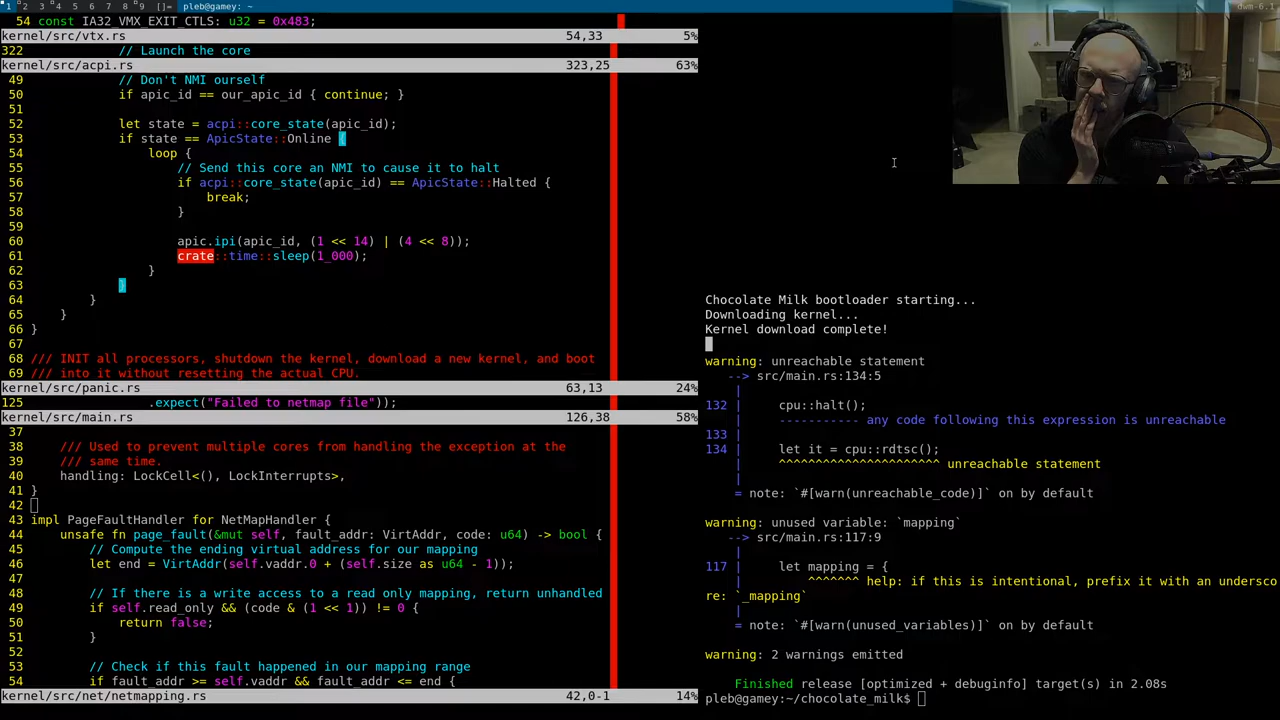 1 2 3 4 5 6 7 8 9 []= pleb@gamey: dwm-6.1
54 const IA32_VMX_EXIT_CTLS: u32 = 0x483;
kernel/src/vtx.rs 54,33 5%
322 // Launch the core
kernel/src/acpi.rs 323,25 63%
49 // Don't NMI ourself
50 if apic_id == our_apic_id { continue; }
51
52 let state = acpi::core_state(apic_id);
53 if state == ApicState::Online {
54 loop {
55 // Send this core an NMI to cause it to halt
56 if acpi::core_state(apic_id) == ApicState::Halted {
57 break;
58 }
59
60 apic.ipi(apic_id, (1 << 14) | (4 << 8));
61 crate::time::sleep(1_000);
62 }
63 }
64 }
65 }
66 }
67
68 /// INIT all processors, shutdown the kernel, download a new kernel, and boot
69 /// into it without resetting the actual CPU.
kernel/src/panic.rs 63,13 24%
125 .expect("Failed to netmap file"));
kernel/src/main.rs 126,38 58%
37
38 /// Used to prevent multiple cores from handling the exception at the
39 /// same time.
40 handling: LockCell<(), LockInterrupts>,
41 }
42
43 impl PageFaultHandler for NetMapHandler {
44 unsafe fn page_fault(&mut self, fault_addr: VirtAddr, code: u64) -> bool {
45 // Compute the ending virtual address for our mapping
46 let end = VirtAddr(self.vaddr.0 + (self.size as u64 - 1));
47
48 // If there is a write access to a read only mapping, return unhandled
49 if self.read_only && (code & (1 << 1)) != 0 {
50 return false;
51 }
52
53 // Check if this fault happened in our mapping range
54 if fault_addr >= self.vaddr && fault_addr <= end {
kernel/src/net/netmapping.rs 42,0-1 14%
Chocolate Milk bootloader starting...
Downloading kernel...
Kernel download complete!
warning: unreachable statement
--> src/main.rs:134:5
|
132 | cpu::halt();
| ----------- any code following this expression is unreachable
133 |
134 | let it = cpu::rdtsc();
| ^^^^^^^^^^^^^^^^^^^^^^ unreachable statement
|
= note: `#[warn(unreachable_code)]` on by default
warning: unused variable: `mapping`
--> src/main.rs:117:9
|
117 | let mapping = {
| ^^^^^^^ help: if this is intentional, prefix it with an undersco
re: `_mapping`
|
= note: `#[warn(unused_variables)]` on by default
warning: 2 warnings emitted
Finished release [optimized + debuginfo] target(s) in 2.08s
pleb@gamey:~/chocolate_milk$